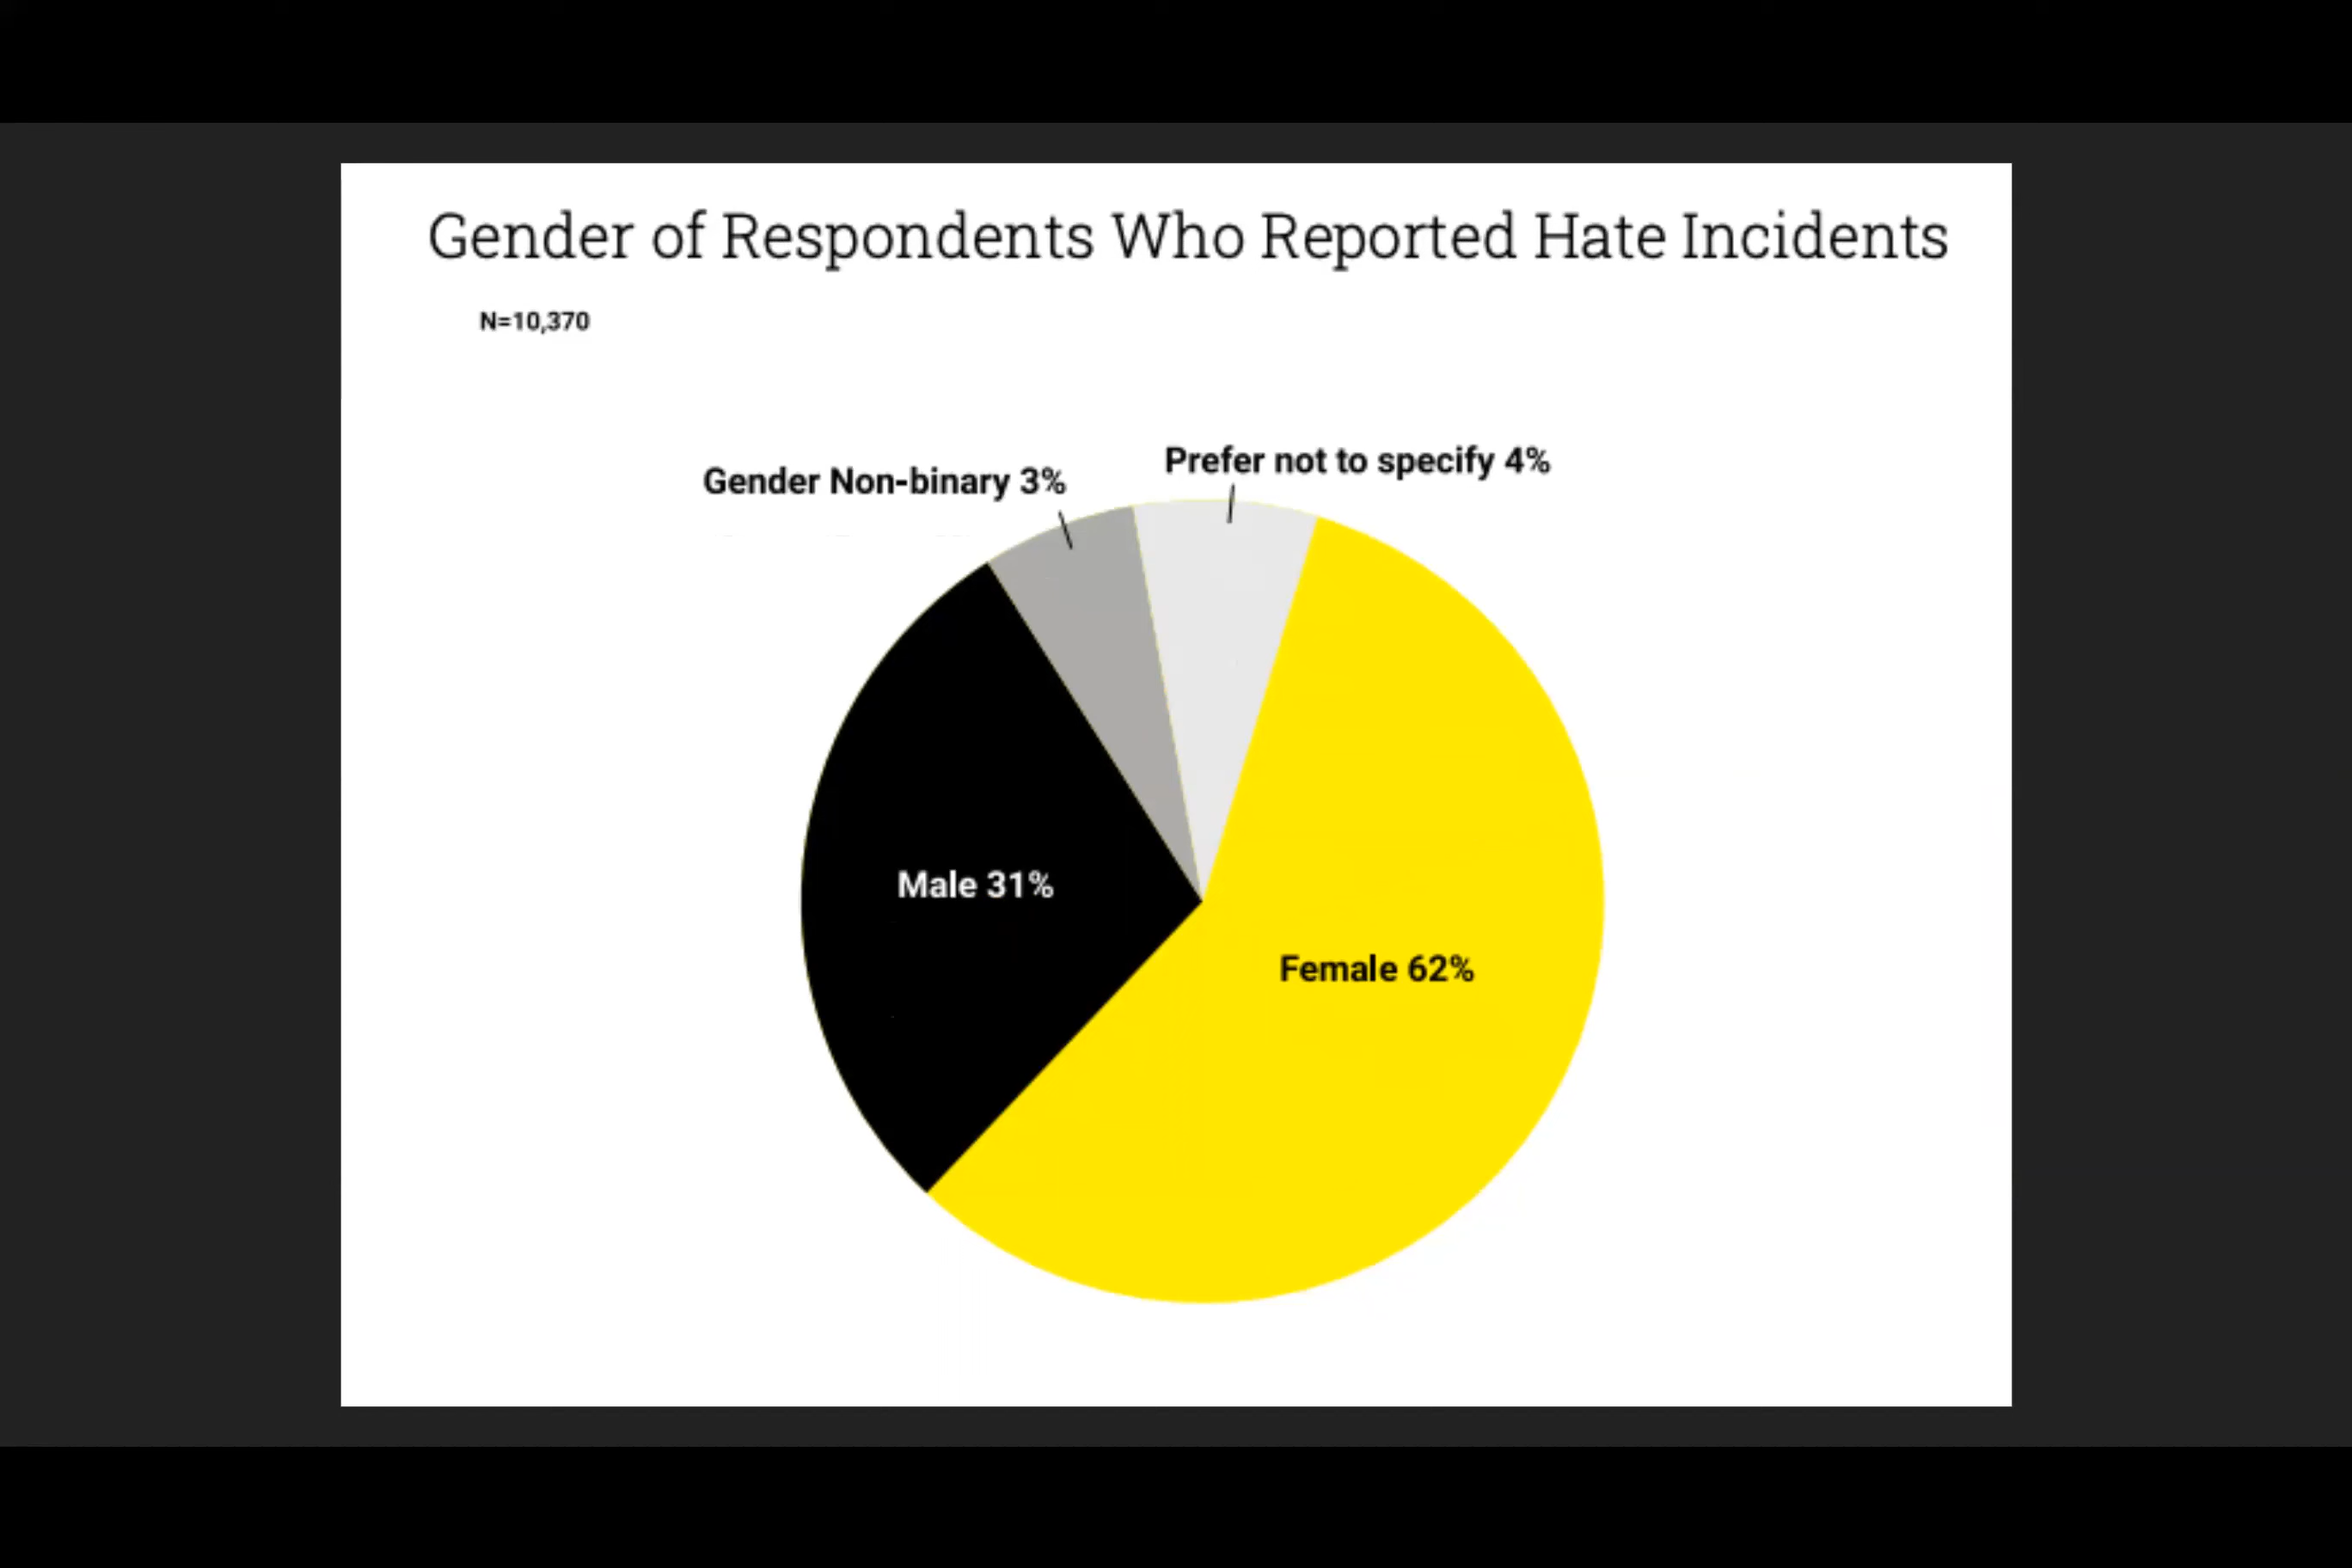 Gender of Respondents Who Reported Hate Incidents
N=10,370
Prefer not to specify 4%
Gender Non-binary 3%
Male 31%
Female 62%